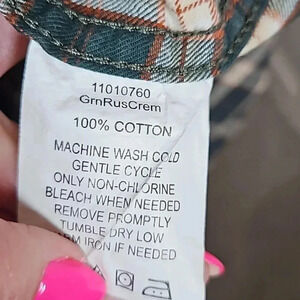 11010760
GrnRusCrem
100% COTTON
MACHINE WASH COLD
GENTLE CYCLE
ONLY NON-CHLORINE
BLEACH WHEN NEEDED
REMOVE PROMPTLY
TUMBLE DRY LOW
IRON IF NEEDED